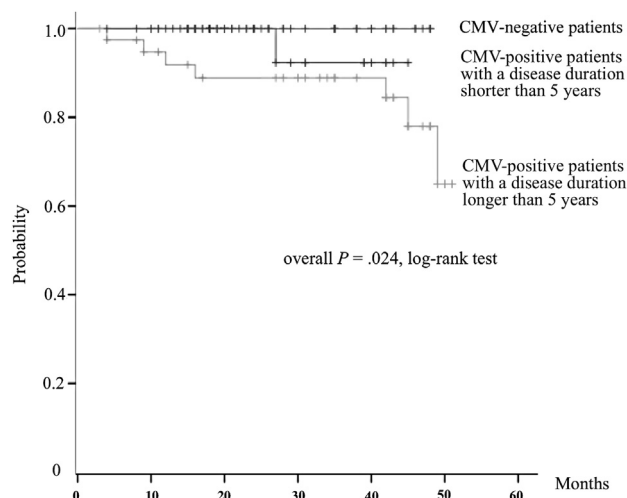 1.0
0.8
0.6
0.4
0.2
0
Probability
CMV-negative patients
CMV-positive patients
with a disease duration
shorter than 5 years
CMV-positive patients
with a disease duration
longer than 5 years
overall P = .024, log-rank test
0 10 20 30 40 50 60 Months